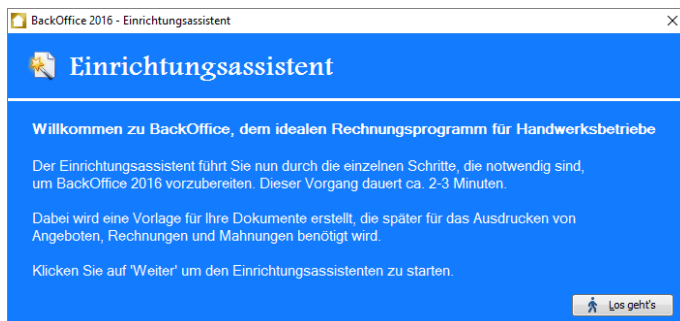 BackOffice 2016 - Einrichtungsassistent
Einrichtungsassistent
Willkommen zu BackOffice, dem idealen Rechnungsprogramm für Handwerksbetriebe
Der Einrichtungsassistent führt Sie nun durch die einzelnen Schritte, die notwendig sind,
um BackOffice 2016 vorzubereiten. Dieser Vorgang dauert ca. 2-3 Minuten.
Dabei wird eine Vorlage für Ihre Dokumente erstellt, die später für das Ausdrucken von
Angeboten, Rechnungen und Mahnungen benötigt wird.
Klicken Sie auf 'Weiter' um den Einrichtungsassistenten zu starten.
Los geht's